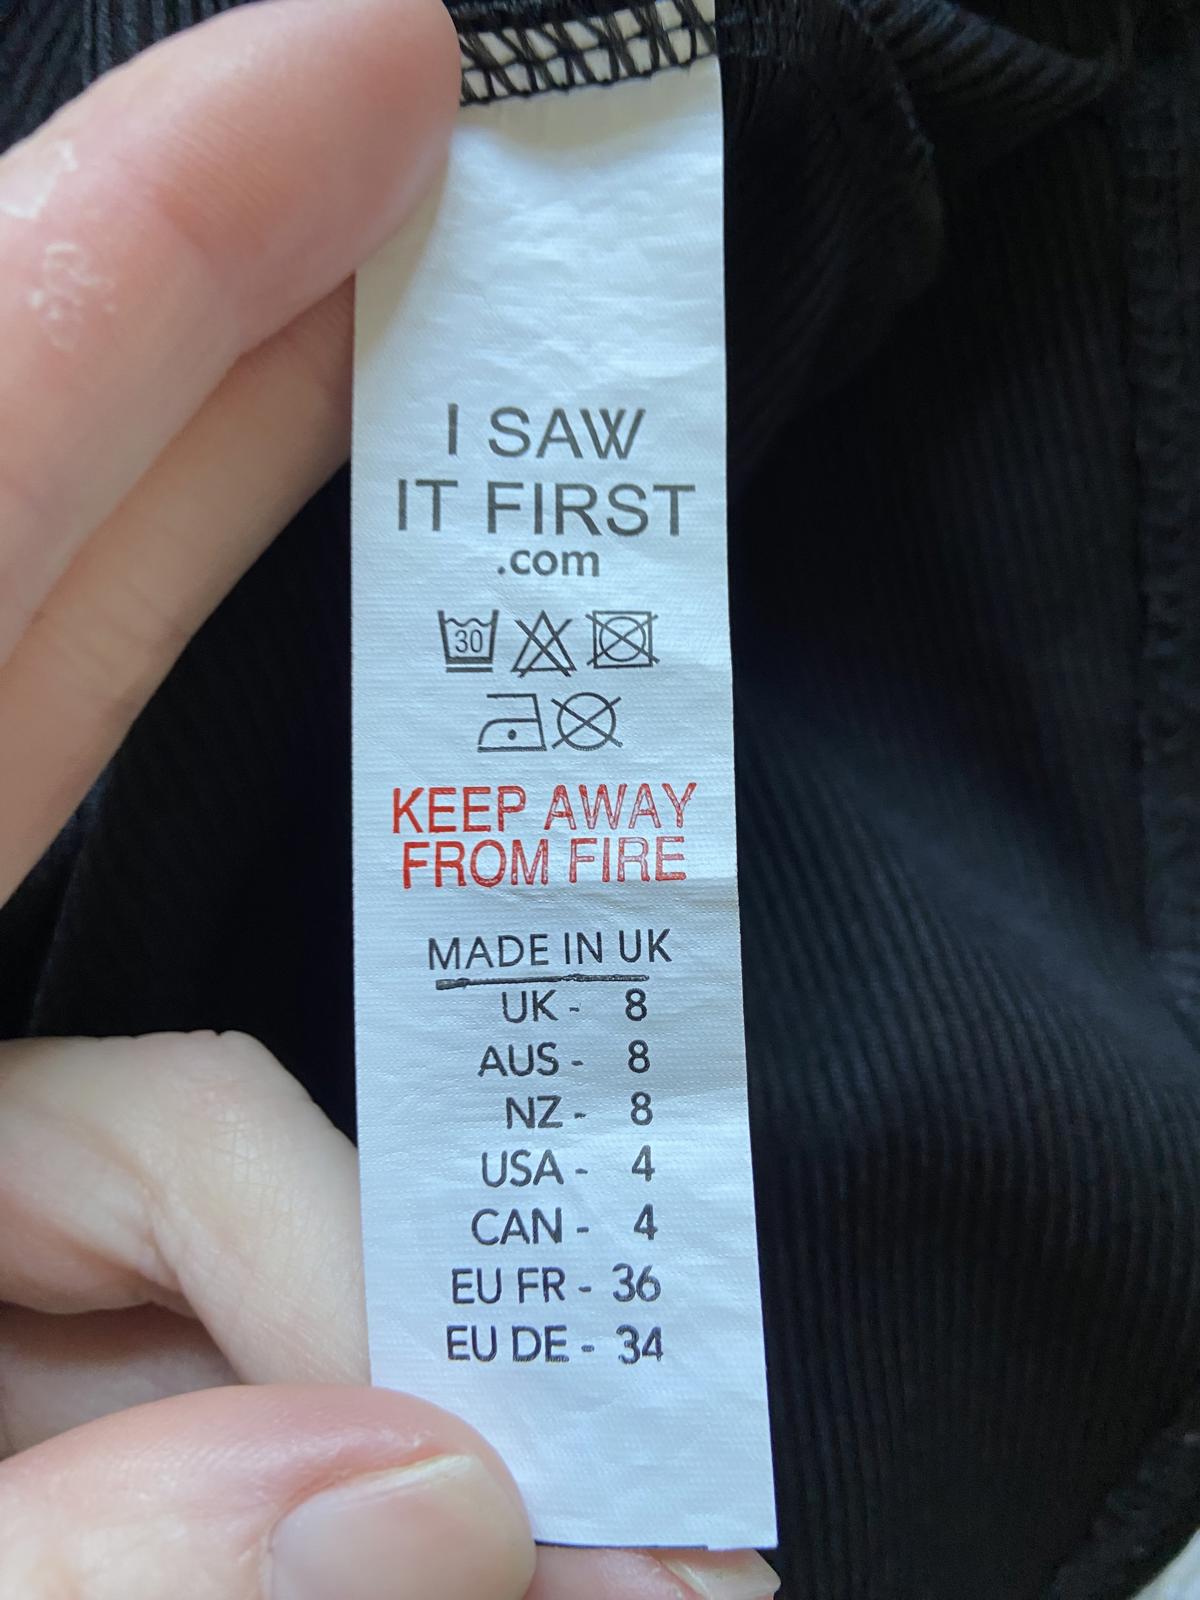 I SAW
IT FIRST
.com
30
KEEP AWAY
FROM FIRE
MADE IN UK
UK - 8
AUS - 8
NZ - 8
USA - 4
CAN - 4
EU FR - 36
EU DE - 34